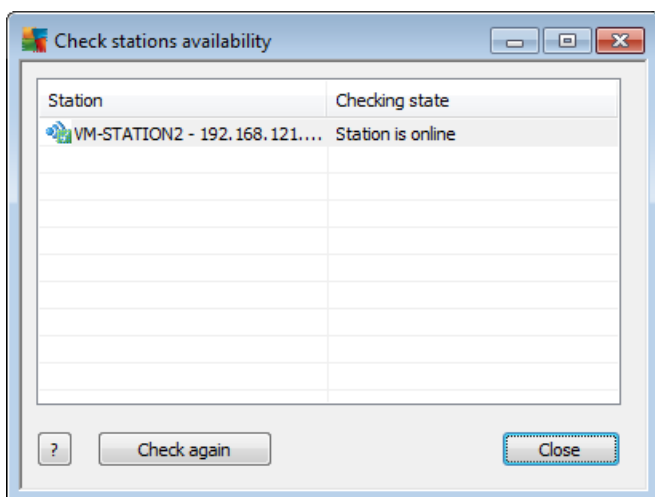 Check stations availability
Station Checking state
VM-STATION2 - 192.168.121.... Station is online
? Check again Close